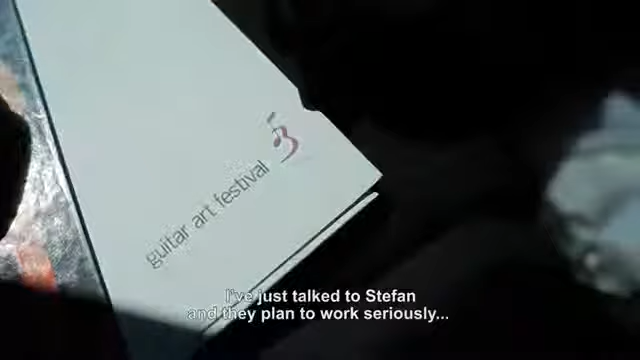 guitar art festival
I've just talked to Stefan
and they plan to work seriously...